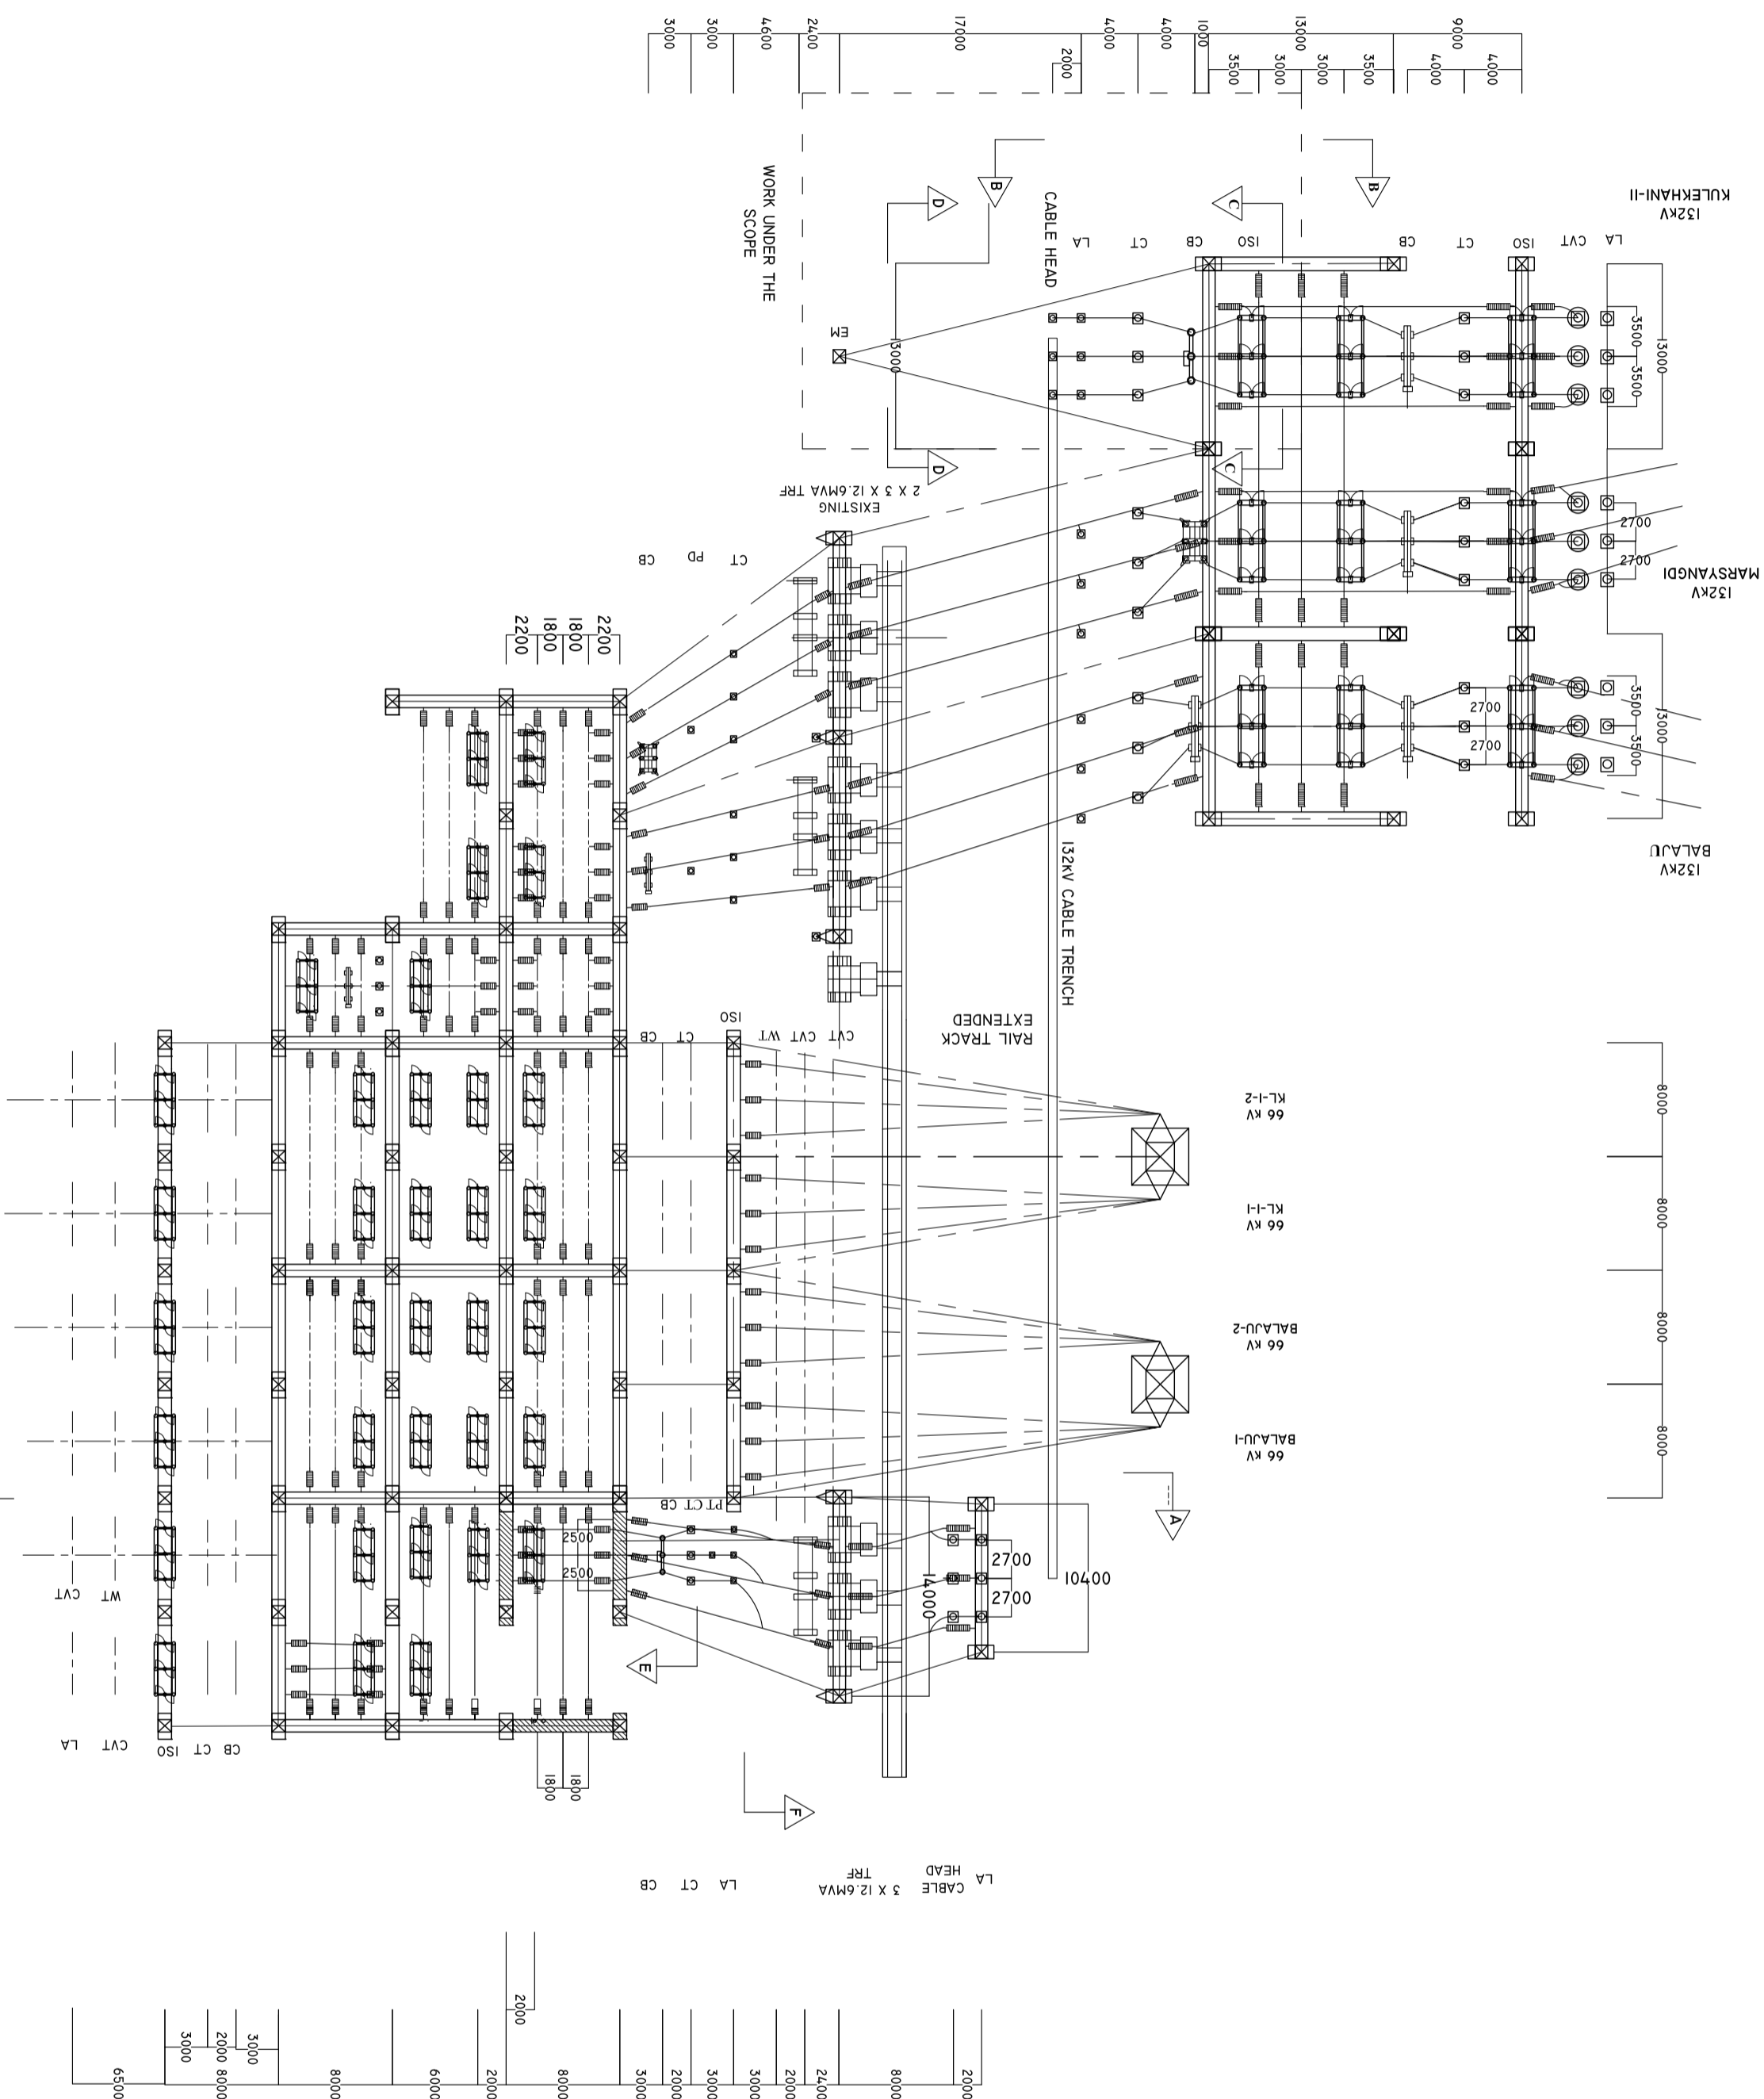 3000
3000
4600
2400
17000
2000
4000
4000
1000
13000
3500
3000
3000
3500
9000
4000
4000
WORK UNDER THE
SCOPE
B
B
D
C
CABLE HEAD
132kV
KULEKHANI-II
LA
CT
CB
ISO
CB
CT
ISO
CVT
LA
EM
13000
3500
3500
13000
D
C
EXISTING
2 X 3 X 12.6MVA TRF
2700
2700
132kV
MARSYANGDI
CB
PD
CT
2200
1800
1800
2200
2700
2700
3500
3500
13000
132kV
BALAJU
132kV CABLE TRENCH
EXTENDED
RAIL TRACK
ISO
CB
CT
WT
CVT
CVT
66 kV
KL-1-2
8000
66 kV
KL-1-1
8000
66 kV
BALAJU-2
8000
66 kV
BALAJU-1
8000
A
CB
CT
PT
2500
2500
14000
2700
2700
10400
CVT
WT
E
LA
CVT
ISO
CT
CB
1800
1800
F
CB
CT
LA
3 X 12.6MVA
TRF
CABLE
HEAD
LA
2000
6500
3000
2000
3000
8000
8000
6000
2000
8000
3000
2000
3000
3000
2000
2400
8000
2000